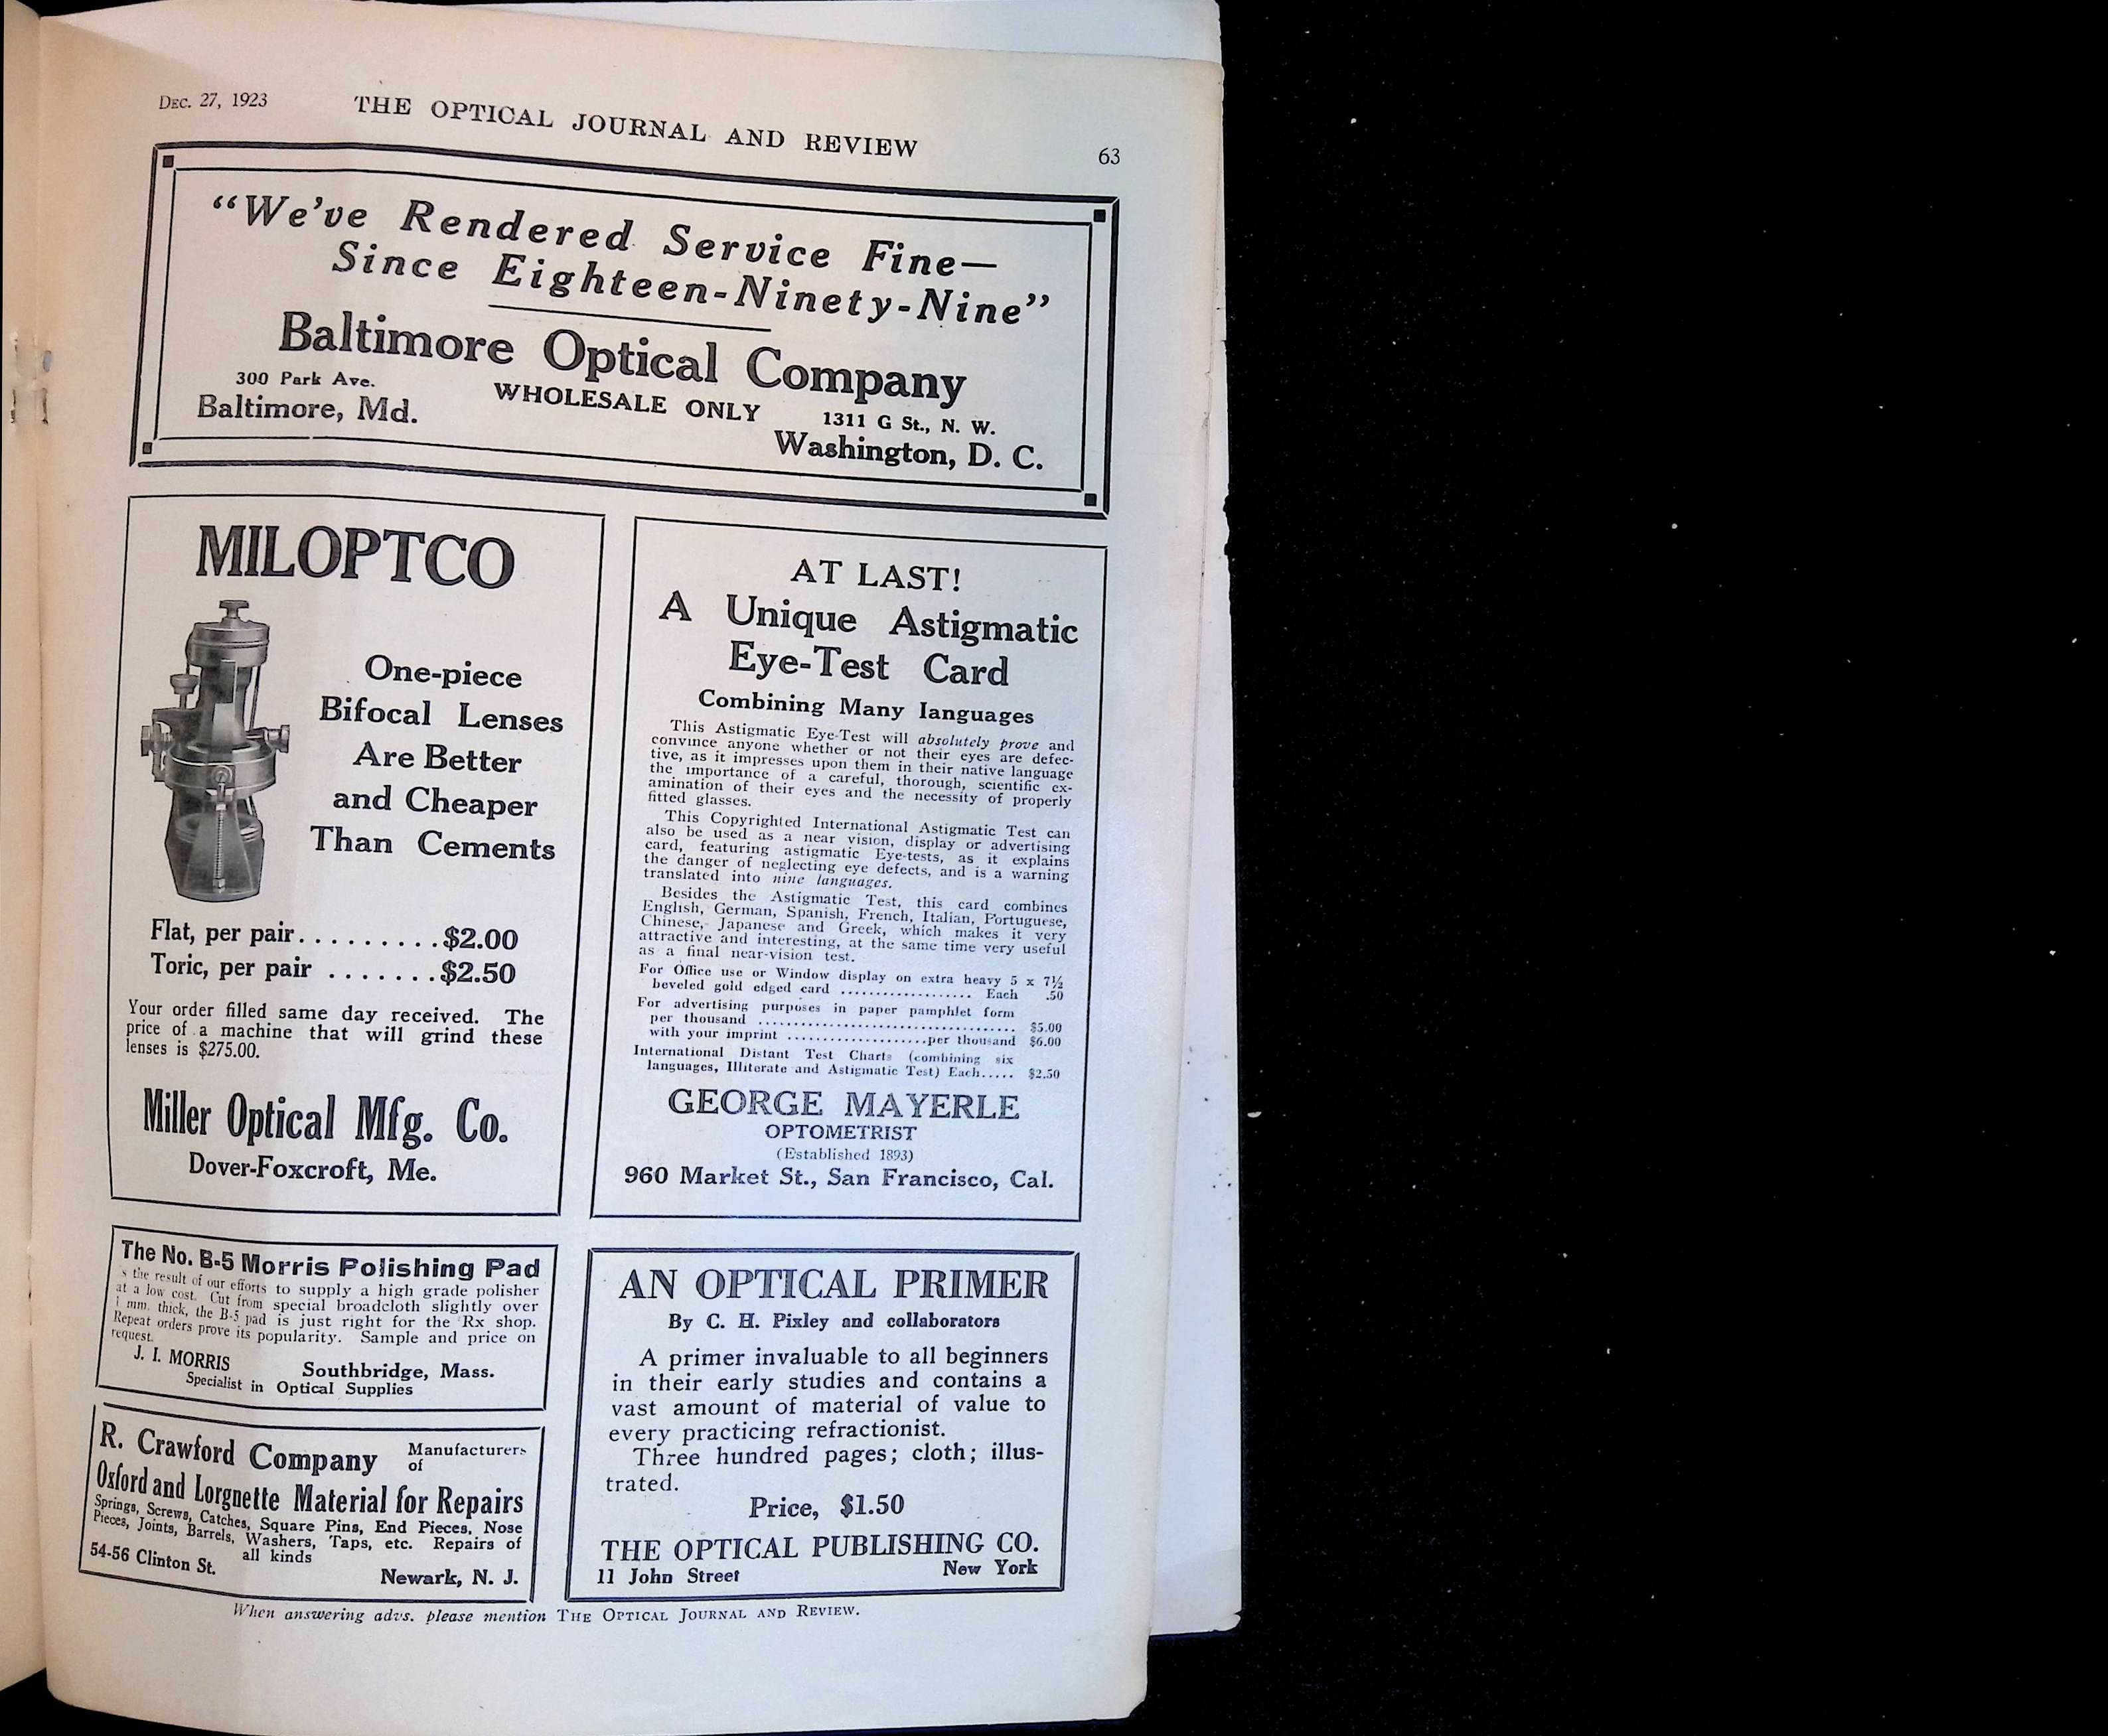 DEC. 27, 1923
THE OPTICAL JOURNAL AND REVIEW
63
“We’ve Rendered Service Fine—
Since Eighteen-Ninety-Nine”
Baltimore Optical Company
300 Park Ave.
Baltimore, Md.
WHOLESALE ONLY
1311 G St., N. W.
Washington, D. C.
MILOPTCO
One-piece
Bifocal Lenses
Are Better
and Cheaper
Than Cements
Flat, per pair.........$2.00
Toric, per pair .......$2.50
Your order filled same day received. The
price of a machine that will grind these
lenses is $275.00.
Miller Optical Mfg. Co.
Dover-Foxcroft, Me.
AT LAST!
A Unique Astigmatic
Eye-Test Card
Combining Many languages
This Astigmatic Eye-Test will absolutely prove and
convince anyone whether or not their eyes are defec-
tive, as it impresses upon them in their native language
the importance of a careful, thorough, scientific ex-
amination of their eyes and the necessity of properly
fitted glasses.
This Copyrighted International Astigmatic Test can
also be used as a near vision, display or advertising
card, featuring astigmatic Eye-tests, as it explains
the danger of neglecting eye defects, and is a warning
translated into nine languages.
Besides the Astigmatic Test, this card combines
English, German, Spanish, French, Italian, Portuguese,
Chinese, Japanese and Greek, which makes it very
attractive and interesting, at the same time very useful
as a final near-vision test.
For Office use or Window display on extra heavy 5 x 7½
beveled gold edged card ................... Each .50
For advertising purposes in paper pamphlet form
per thousand ..................................... $5.00
with your imprint ....................per thousand $6.00
International Distant Test Charts (combining six
languages, Illiterate and Astigmatic Test) Each..... $2.50
GEORGE MAYERLE
OPTOMETRIST
(Established 1893)
960 Market St., San Francisco, Cal.
The No. B-5 Morris Polishing Pad
s the result of our efforts to supply a high grade polisher
at a low cost. Cut from special broadcloth slightly over
1 mm. thick, the B-5 pad is just right for the Rx shop.
Repeat orders prove its popularity. Sample and price on
request.
J. I. MORRIS Southbridge, Mass.
Specialist in Optical Supplies
R. Crawford Company Manufacturers
of
Oxford and Lorgnette Material for Repairs
Springs, Screws, Catches, Square Pins, End Pieces, Nose
Pieces, Joints, Barrels, Washers, Taps, etc. Repairs of
all kinds
54-56 Clinton St. Newark, N. J.
AN OPTICAL PRIMER
By C. H. Pixley and collaborators
A primer invaluable to all beginners
in their early studies and contains a
vast amount of material of value to
every practicing refractionist.
Three hundred pages; cloth; illus-
trated.
Price, $1.50
THE OPTICAL PUBLISHING CO.
11 John Street New York
When answering advs. please mention THE OPTICAL JOURNAL AND REVIEW.